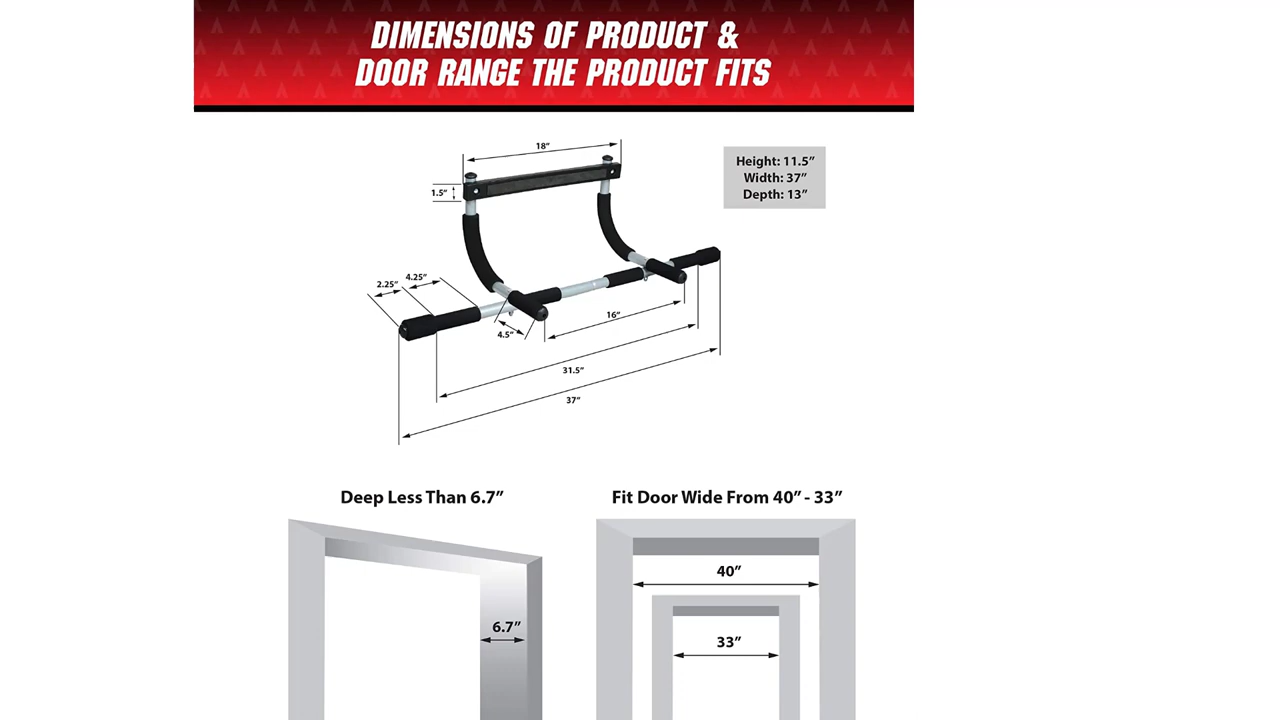 DIMENSIONS OF PRODUCT &
DOOR RANGE THE PRODUCT FITS
18”
1.5”
Height: 11.5”
Width: 37”
Depth: 13”
4.25”
2.25”
4.5”
16”
31.5”
37”
Deep Less Than 6.7”
Fit Door Wide From 40” - 33”
40”
6.7”
33”